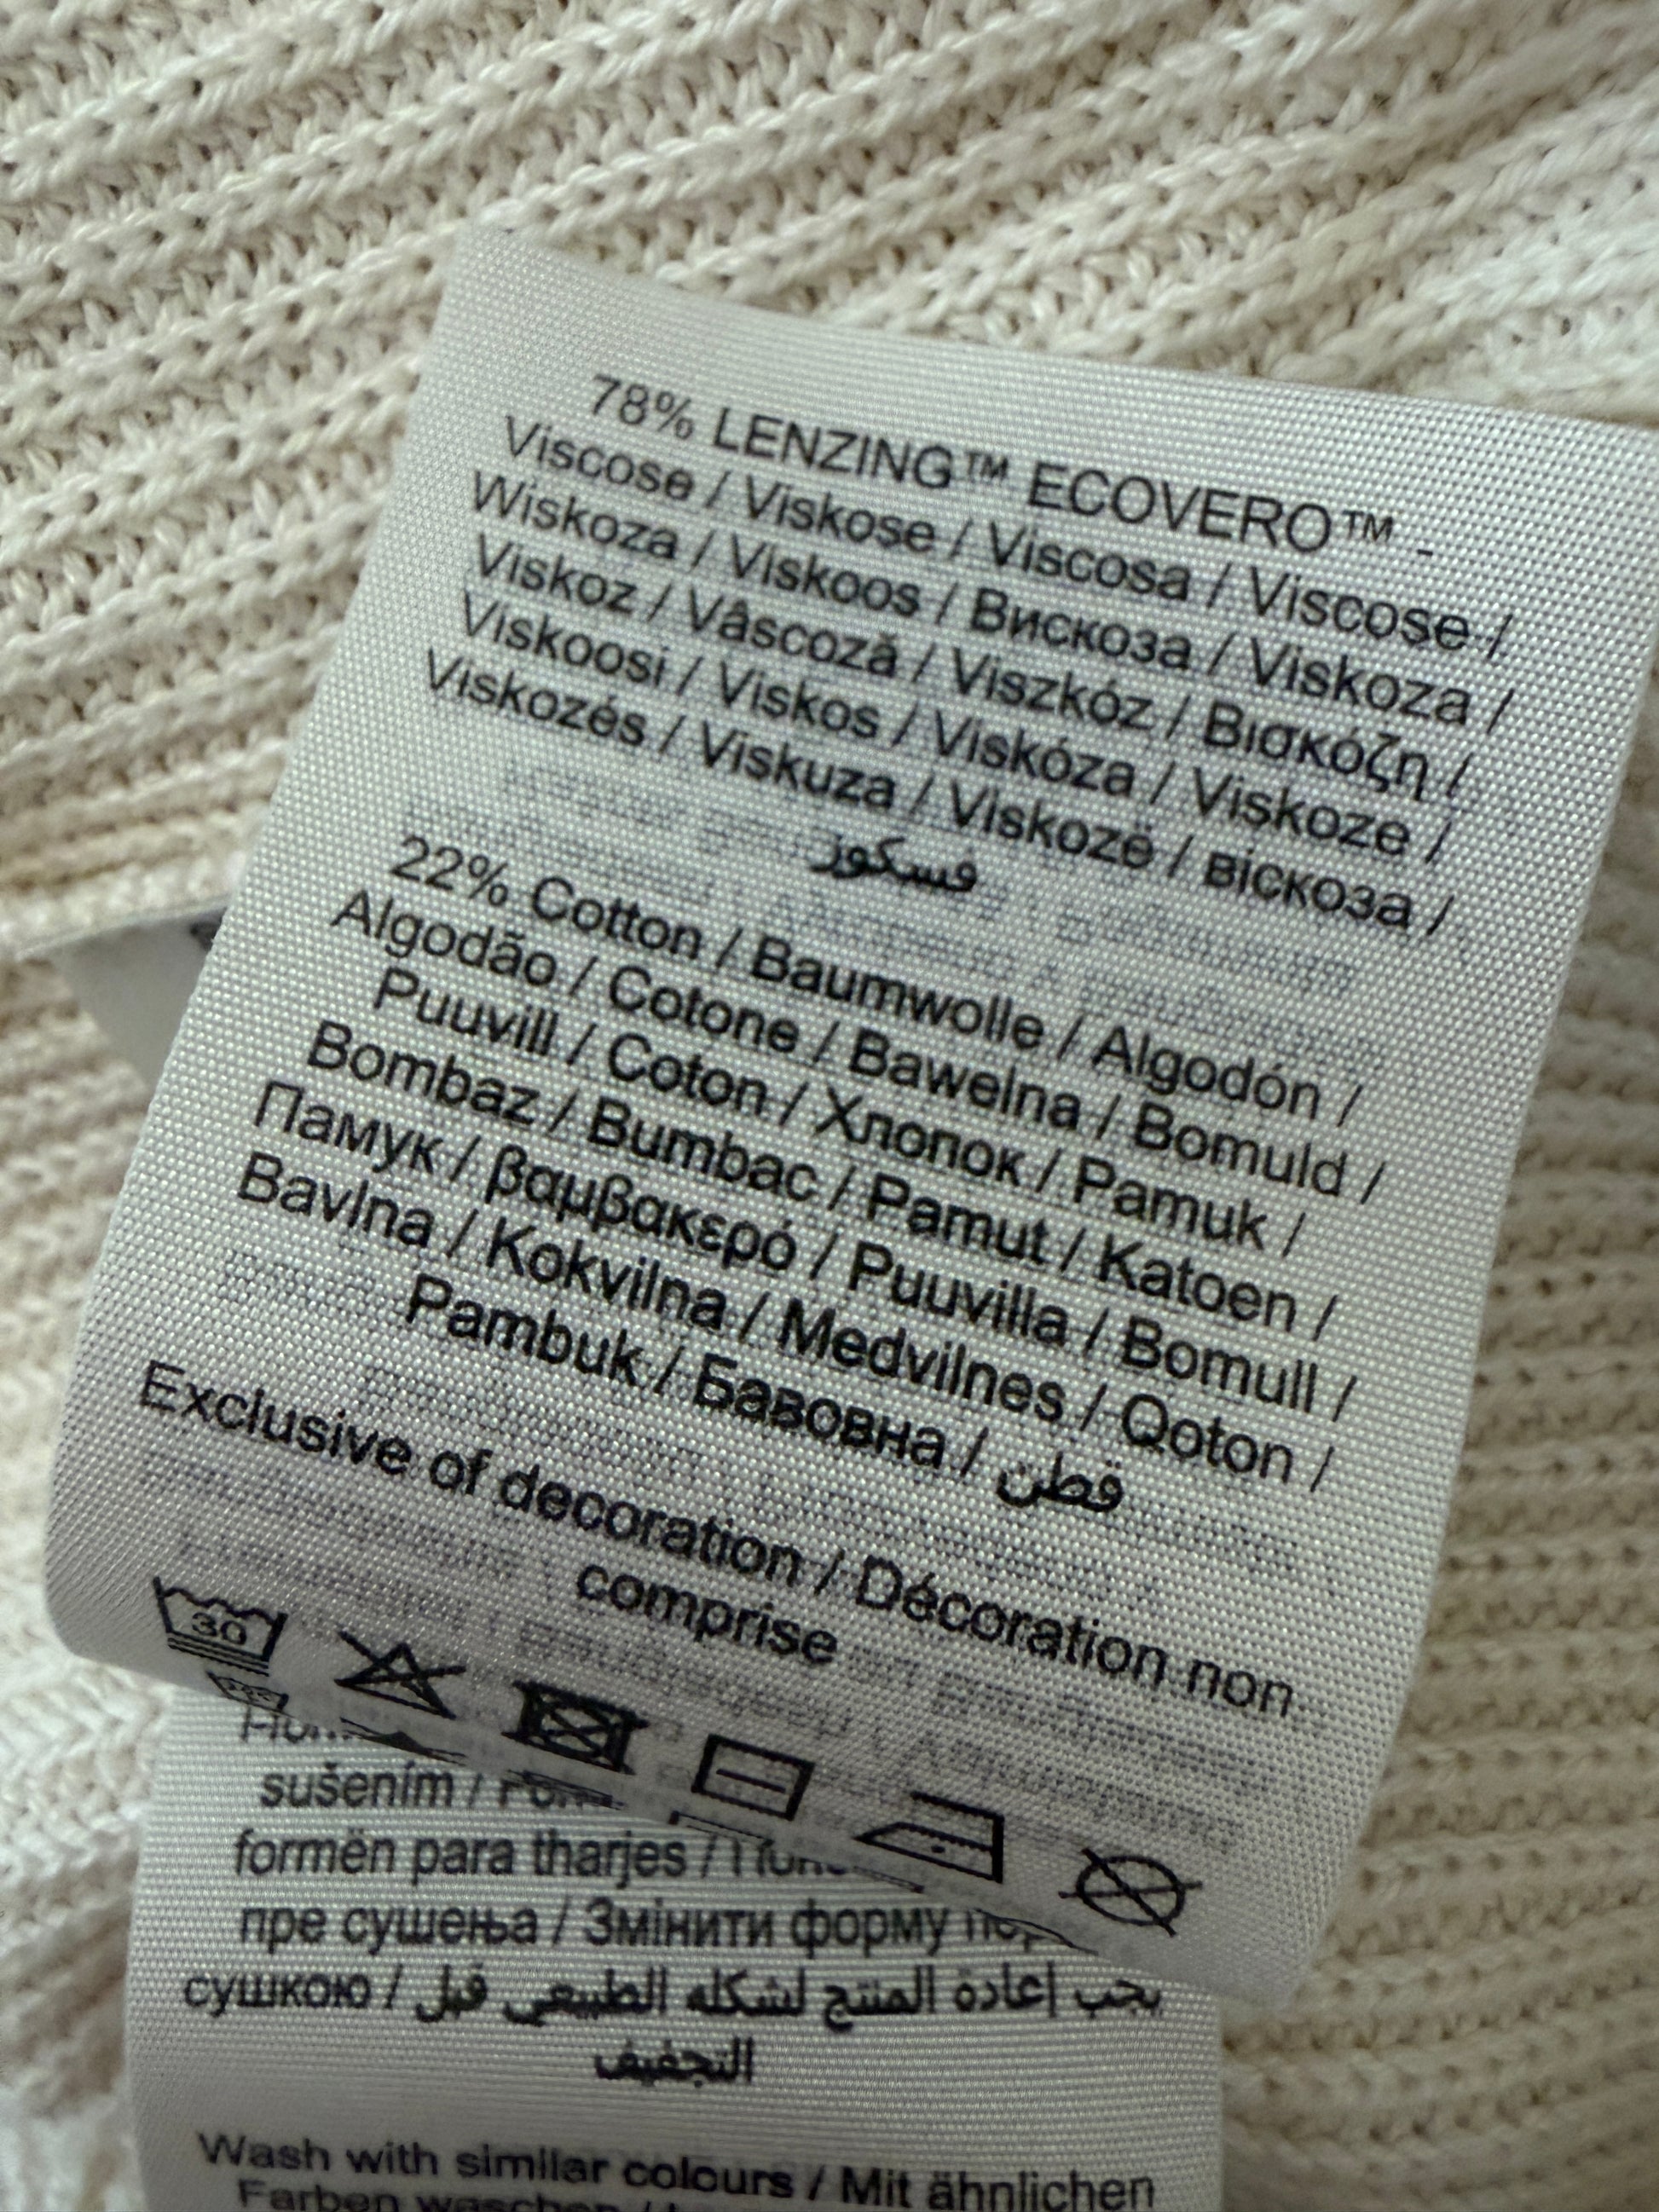 78% LENZING™ ECOVERO™ -
Viscose / Viskose / Viscosa / Viscose /
Wiskoza / Viskoos / Вискоза / Viskoza /
Viskoz / Vâscoză / Viszkóz / Βισκόζη /
Viskoosi / Viskos / Viskóza / Viskoze /
Viskozés / Viskuza / Viskozë / віскоза /
فسكوز
22% Cotton / Baumwolle / Algodón /
Algodão / Cotone / Bawełna / Bomuld /
Puuvill / Coton / Хлопок / Pamuk /
Bombaz / Bumbac / Pamut / Katoen /
Памук / βαμβακερό / Puuvilla / Bomull /
Bavlna / Kokvilna / Medvilnes / Qoton /
Pambuk / Бавовна / قطن
Exclusive of decoration / Décoration non
comprise
30
sušením /
formën para tharjes /
пре сушења / Змінити форму
сушкою / يجب إعادة المنتج لشكله الطبيعي قبل
التجفيف
Wash with similar colours / Mit ähnlichen
Farben waschen /